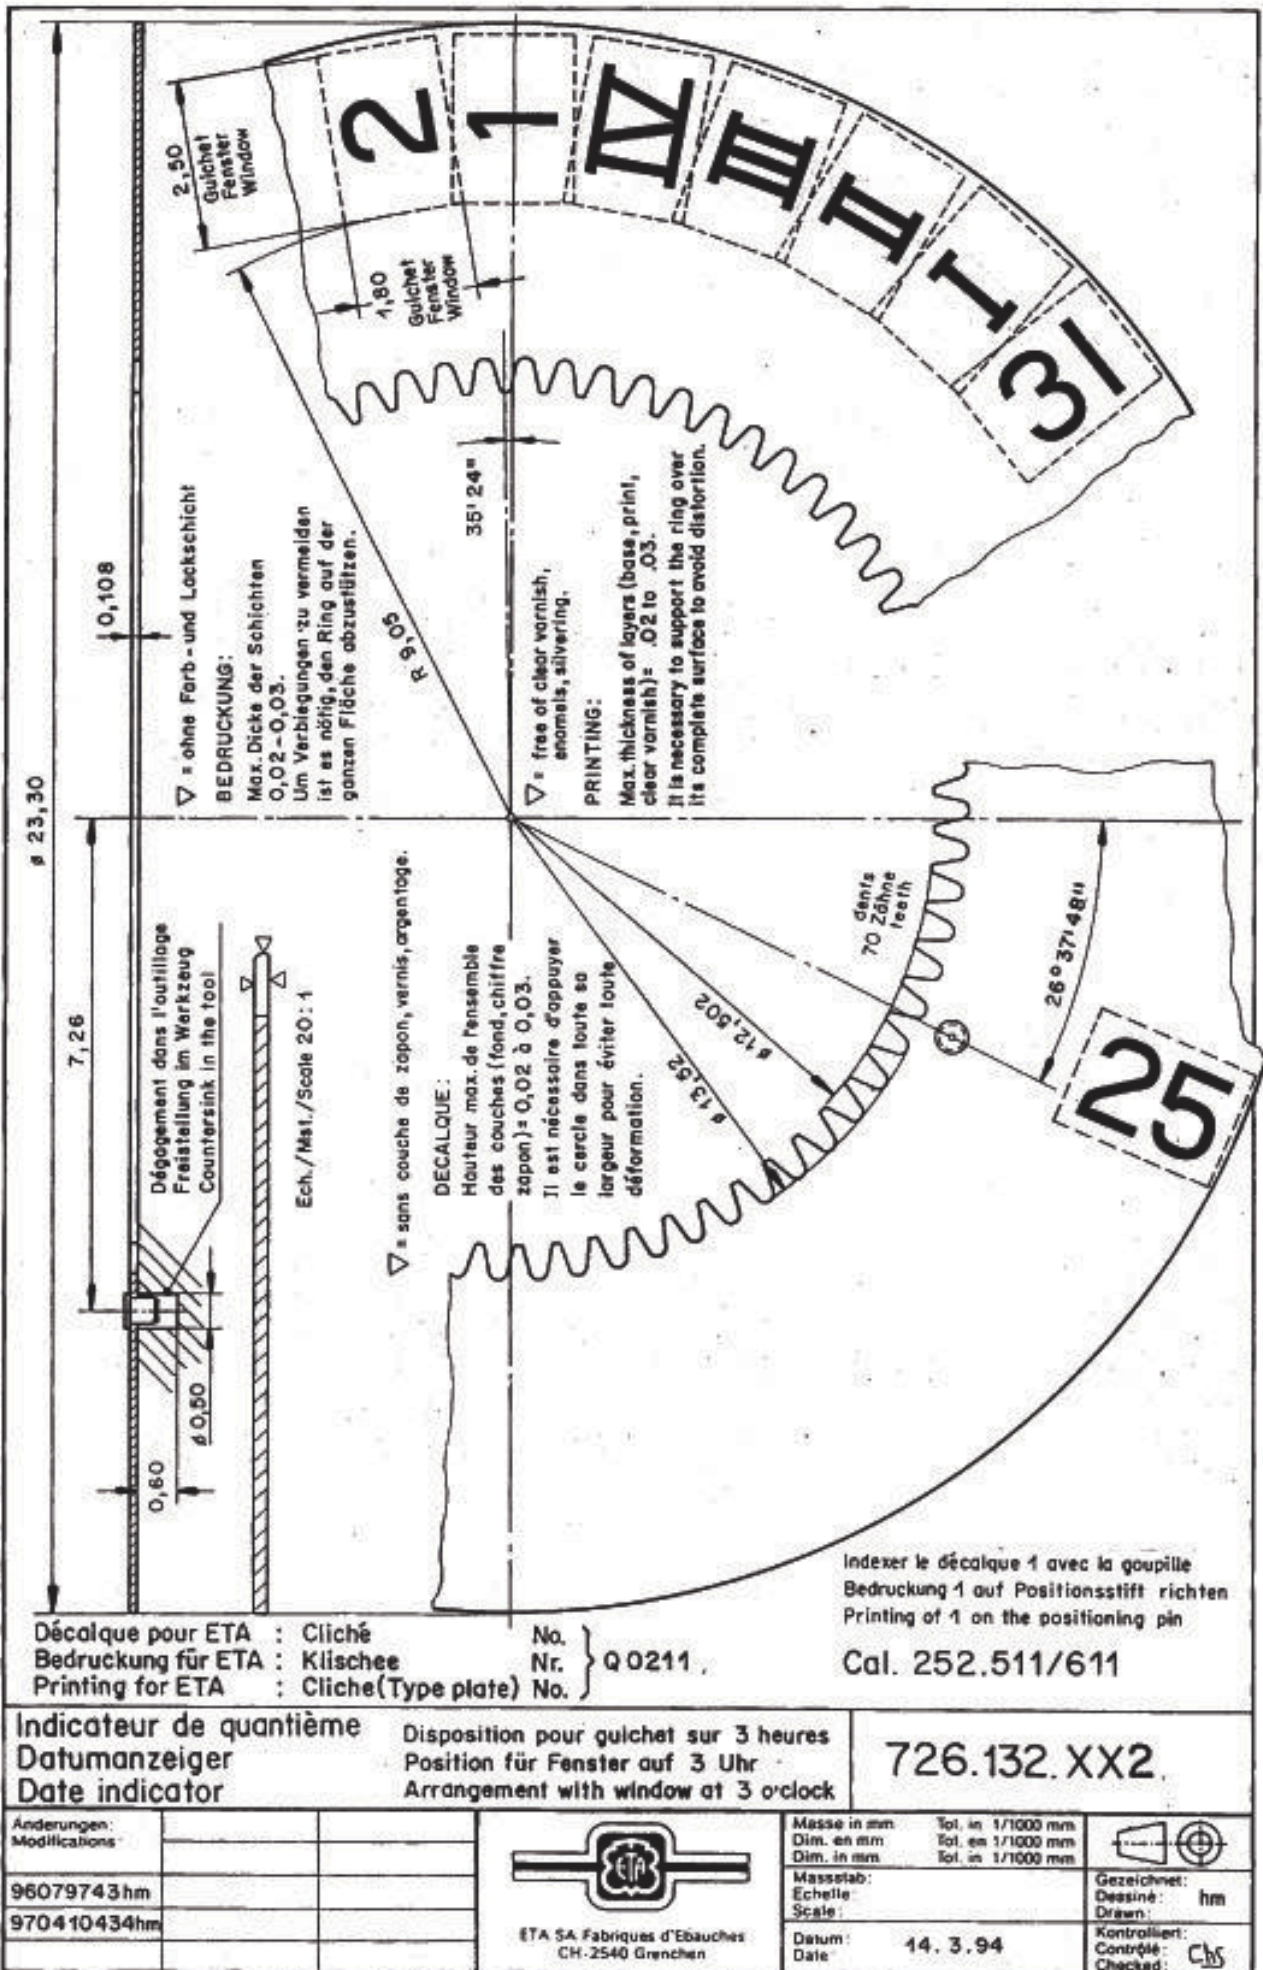 ø 23,30
0,108
7,26
2,50
Guichet
Fenster
Window
1,80
Guichet
Fenster
Window
2
1
IV
III
II
I
31
▽ = ohne Farb- und Lackschicht
BEDRUCKUNG:
Max. Dicke der Schichten
0,02-0,03.
Um Verbiegungen zu vermeiden
ist es nötig, den Ring auf der
ganzen Fläche abzustützen.
R 9,05
35' 24"
▽ = free of clear varnish,
enamels, silvering.
PRINTING:
Max. thickness of layers (base, print,
clear varnish) = .02 to .03.
It is necessary to support the ring over
its complete surface to avoid distortion.
Dégagement dans l'outillage
Freistellung im Werkzeug
Countersink in the tool
Ech./Mst./Scale 20:1
▽ = sans couche de zapon, vernis, argentage.
DECALQUE:
Hauteur max. de l'ensemble
des couches (fond, chiffre
zapon) = 0,02 à 0,03.
Il est nécessaire d'appuyer
le cercle dans toute sa
largeur pour éviter toute
déformation.
dents
70 Zähne
teeth
ø 12,502
ø 13,52
26° 37' 48"
25
ø 0,50
0,60
Indexer le décalque 1 avec la goupille
Bedruckung 1 auf Positionsstift richten
Printing of 1 on the positioning pin
Décalque pour ETA : Cliché No.
Bedruckung für ETA : Klischee Nr. } Q 0211.
Printing for ETA : Cliche (Type plate) No.
Cal. 252.511/611
Indicateur de quantième
Datumanzeiger
Date indicator
Disposition pour guichet sur 3 heures
Position für Fenster auf 3 Uhr
Arrangement with window at 3 o'clock
726.132.XX2.
Änderungen:
Modifications
96079743 hm
970410434 hm
ETA
ETA SA Fabriques d'Ebauches
CH-2540 Grenchen
Masse in mm Tol. in 1/1000 mm
Dim. en mm Tol. en 1/1000 mm
Dim. in mm Tol. in 1/1000 mm
Massstab:
Echelle:
Scale:
Datum: 14. 3. 94
Date
Gezeichnet:
Dessiné: hm
Drawn:
Kontrolliert:
Contrôlé: Chs
Checked: